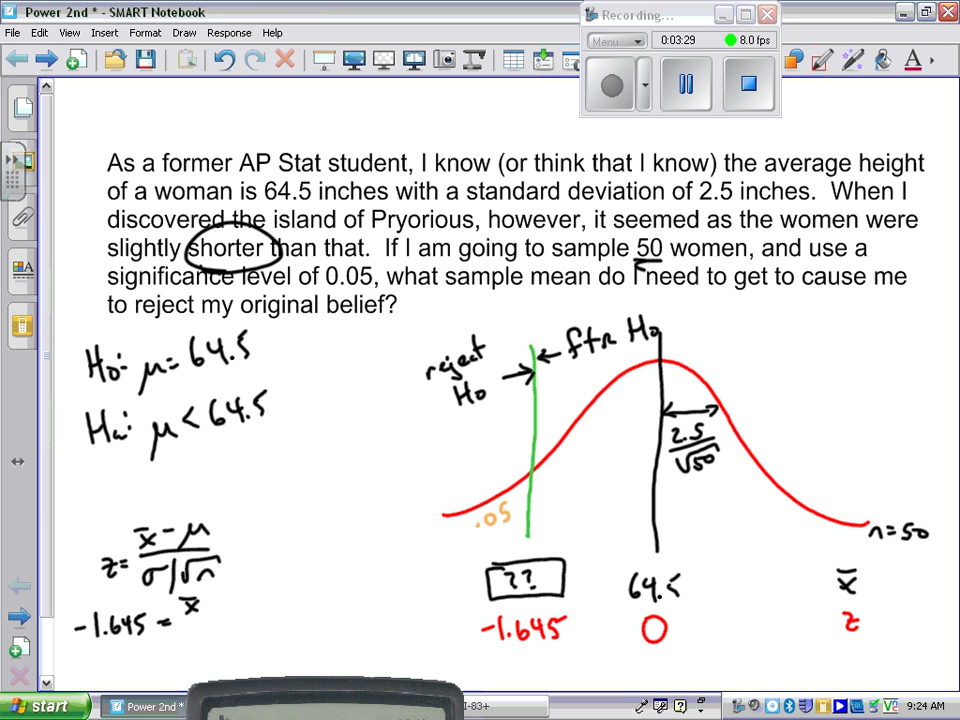 Power 2nd * - SMART Notebook
Recording...
File Edit View Insert Format Draw Response Help
Menu
0:03:29
8.0 fps
As a former AP Stat student, I know (or think that I know) the average height
of a woman is 64.5 inches with a standard deviation of 2.5 inches. When I
discovered the island of Pryorious, however, it seemed as the women were
slightly shorter than that. If I am going to sample 50 women, and use a
significance level of 0.05, what sample mean do I need to get to cause me
to reject my original belief?
H₀: μ = 64.5
Hₐ: μ < 64.5
reject
H₀
ftr H₀
2.5
√50
.05
n=50
z = x̄ - μ
σ/√n
-1.645 = x̄
??
64.5
x̄
-1.645
0
z
start
Power 2nd *
I-83+
9:24 AM